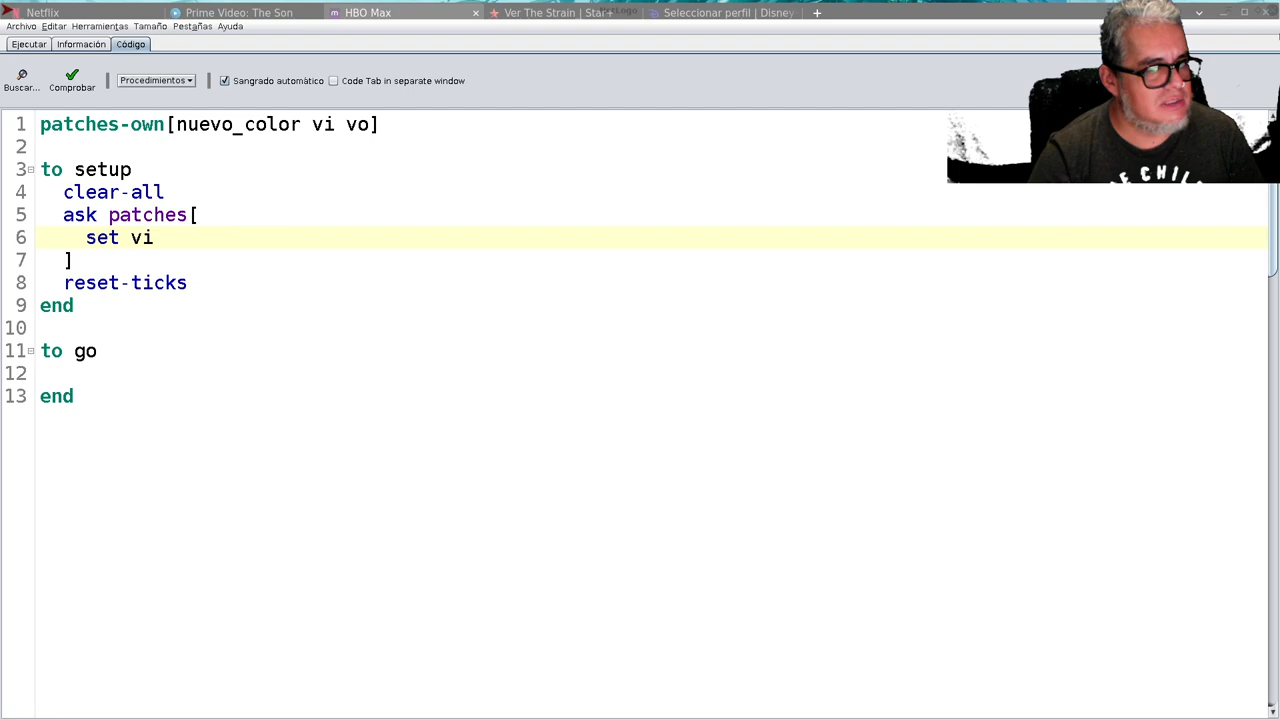 Netflix
Prime Video: The Son
HBO Max
Ver The Strain | Star+
Seleccionar perfil | Disney
Archivo Editar Herramientas Tamaño Pestañas Ayuda
Ejecutar Información Código
Buscar... Comprobar Procedimientos Sangrado automático Code Tab in separate window
1 patches-own[nuevo_color vi vo]
2
3 to setup
4 clear-all
5 ask patches[
6 set vi
7 ]
8 reset-ticks
9 end
10
11 to go
12
13 end